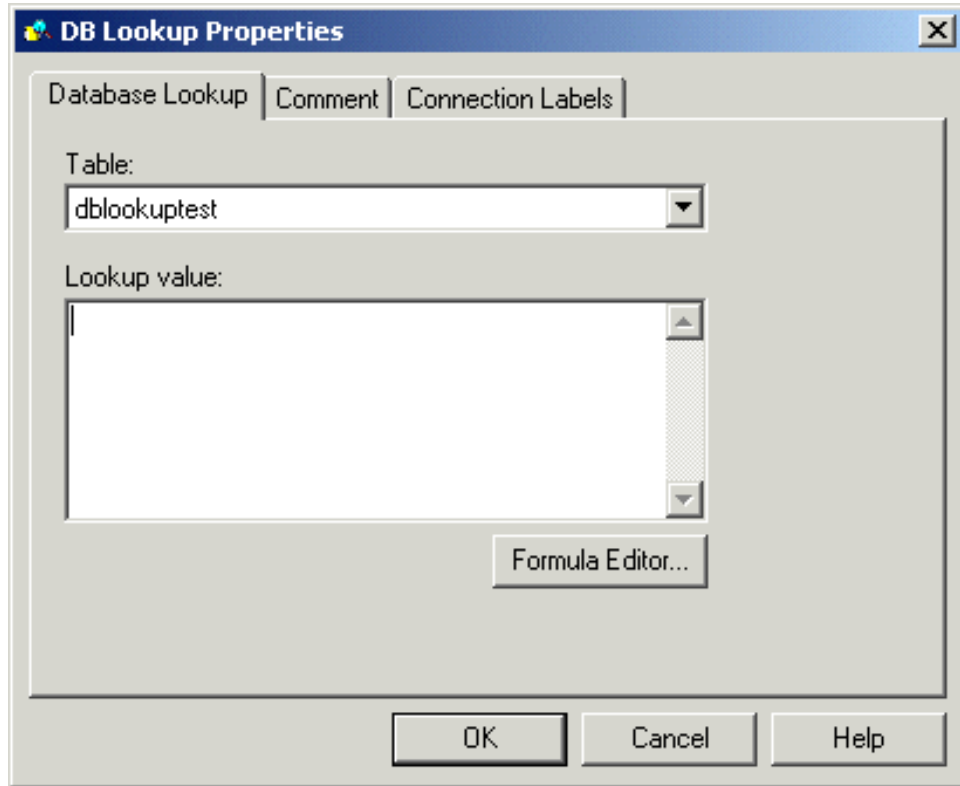 DB Lookup Properties
Database Lookup Comment Connection Labels
Table:
dblookuptest
Lookup value:
Formula Editor...
OK Cancel Help